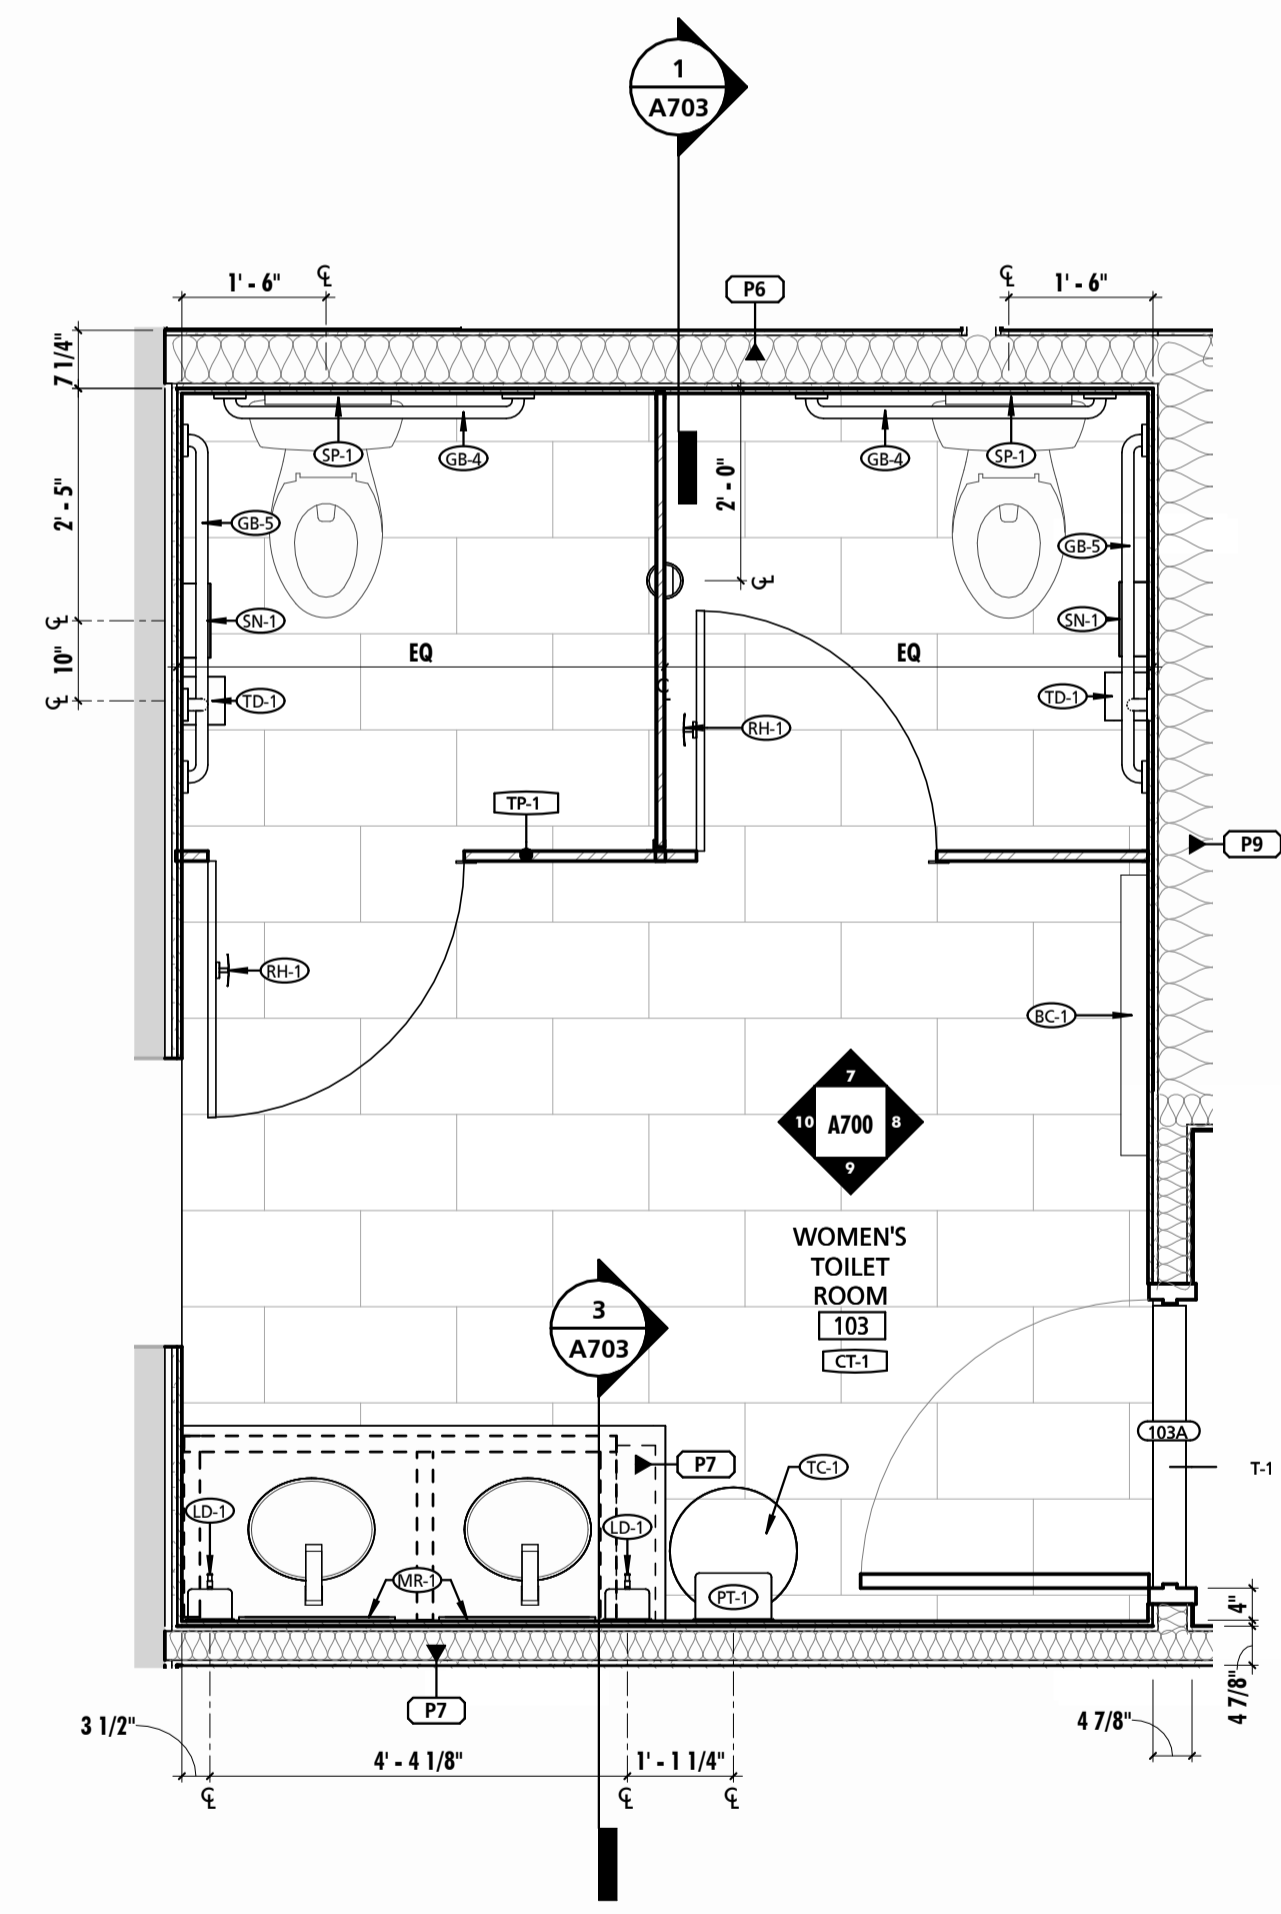 1
A703
1' - 6"
℄
P6
℄
1' - 6"
7 1/4"
SP-1
GB-4
GB-4
SP-1
2' - 5"
2' - 0"
GB-5
GB-5
℄
℄
SN-1
SN-1
10"
EQ
EQ
℄
℄
TD-1
TD-1
RH-1
TP-1
P9
RH-1
BC-1
7
10
A700
8
9
WOMEN'S
TOILET
ROOM
103
CT-1
3
A703
103A
P7
TC-1
T-1
LD-1
LD-1
MR-1
PT-1
4"
4 7/8"
P7
3 1/2"
4 7/8"
4' - 4 1/8"
1' - 1 1/4"
℄
℄
℄